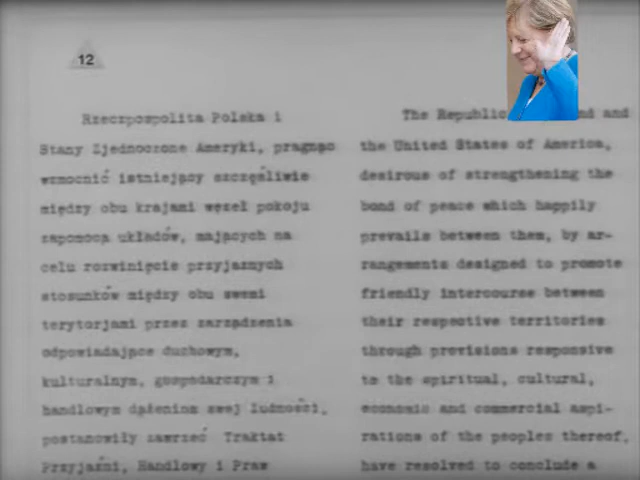 12
Rzeczpospolita Polska i
Stany Zjednoczone Ameryki, pragnąc
wzmocnić istniejący szczęśliwie
między obu krajami węzeł pokoju
zapomocą układów, mających na
celu rozwinięcie przyjaznych
stosunków między obu swemi
terytorjami przez zarządzenia
odpowiadające duchowym,
kulturalnym, gospodarczym i
handlowym dążeniom swej ludności,
postanowiły zawrzeć Traktat
Przyjaźni, Handlowy i Praw
The Republic nd and
the United States of America,
desirous of strengthening the
bond of peace which happily
prevails between them, by ar-
rangements designed to promote
friendly intercourse between
their respective territories
through provisions responsive
to the spiritual, cultural,
economic and commercial aspi-
rations of the peoples thereof,
have resolved to conclude a